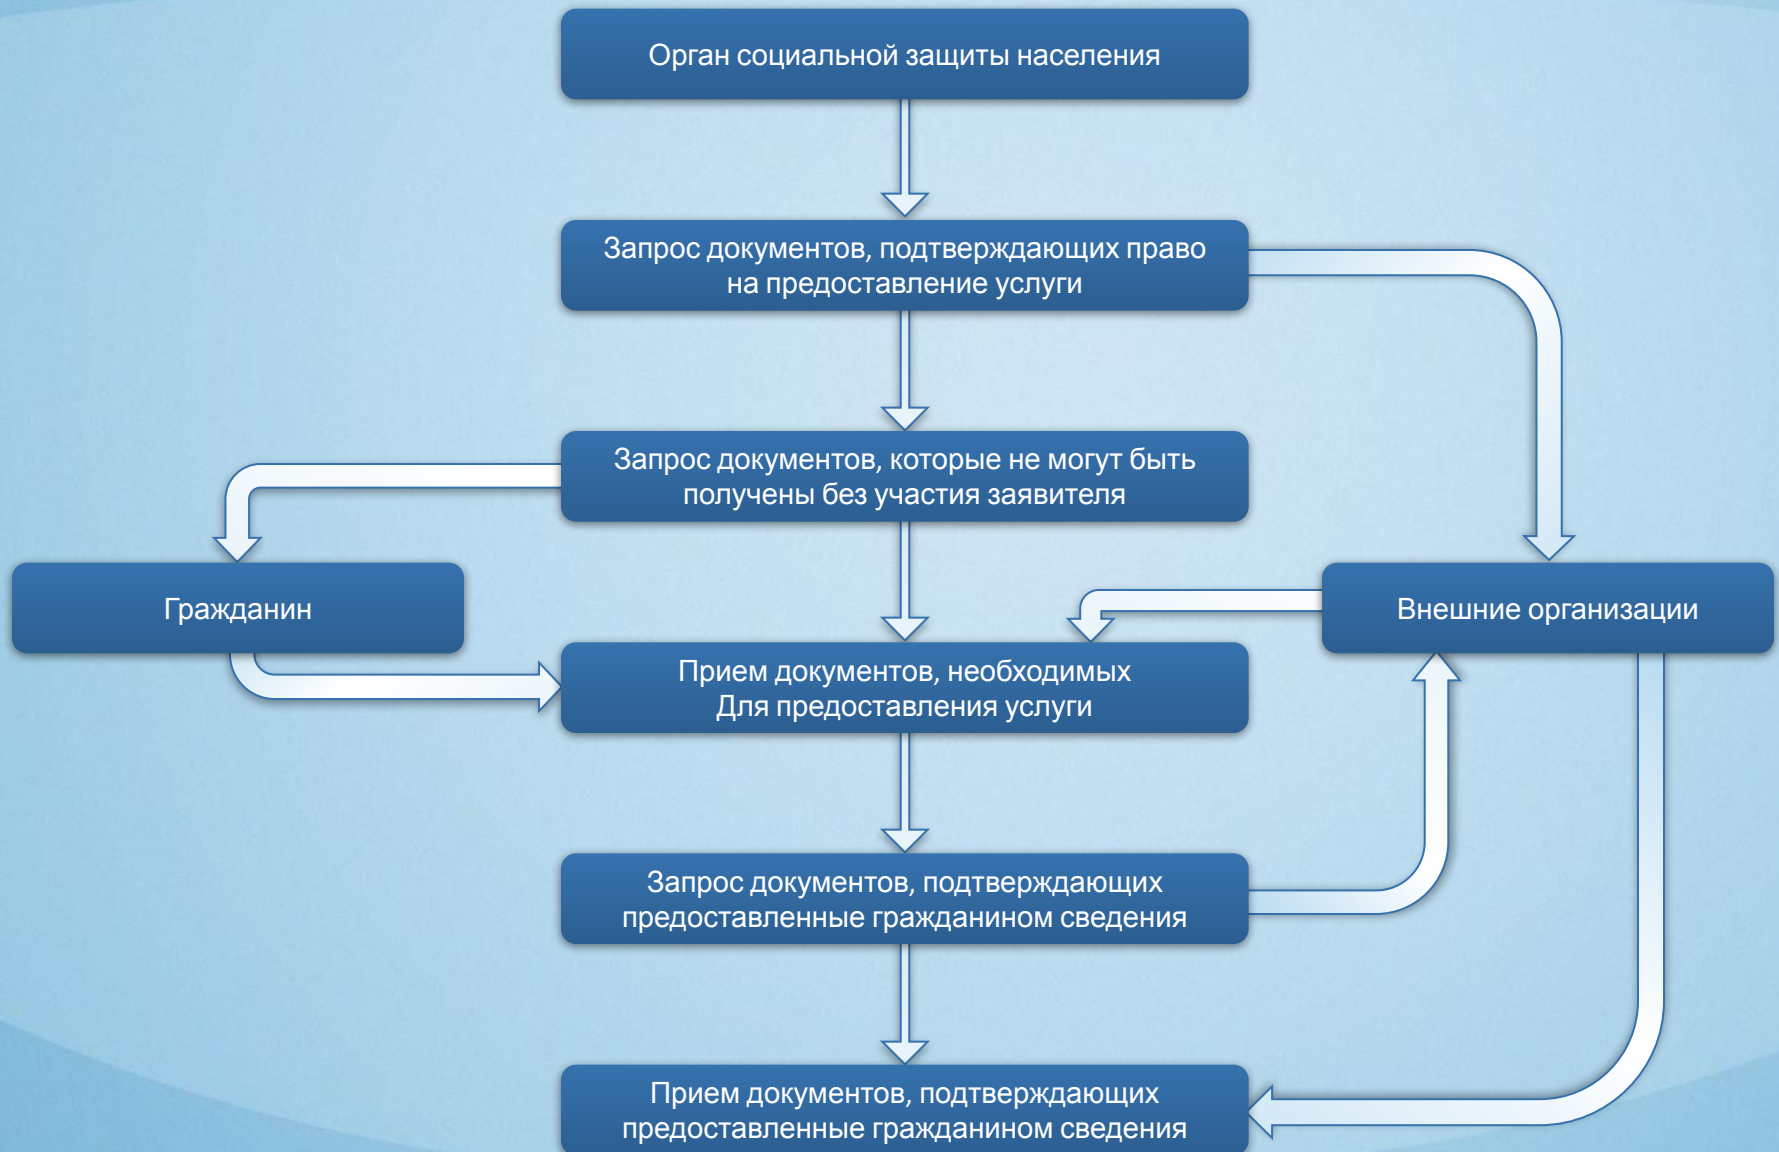 Орган социальной защиты населения
Запрос документов, подтверждающих право
на предоставление услуги
Запрос документов, которые не могут быть
получены без участия заявителя
Гражданин
Внешние организации
Прием документов, необходимых
Для предоставления услуги
Запрос документов, подтверждающих
предоставленные гражданином сведения
Прием документов, подтверждающих
предоставленные гражданином сведения